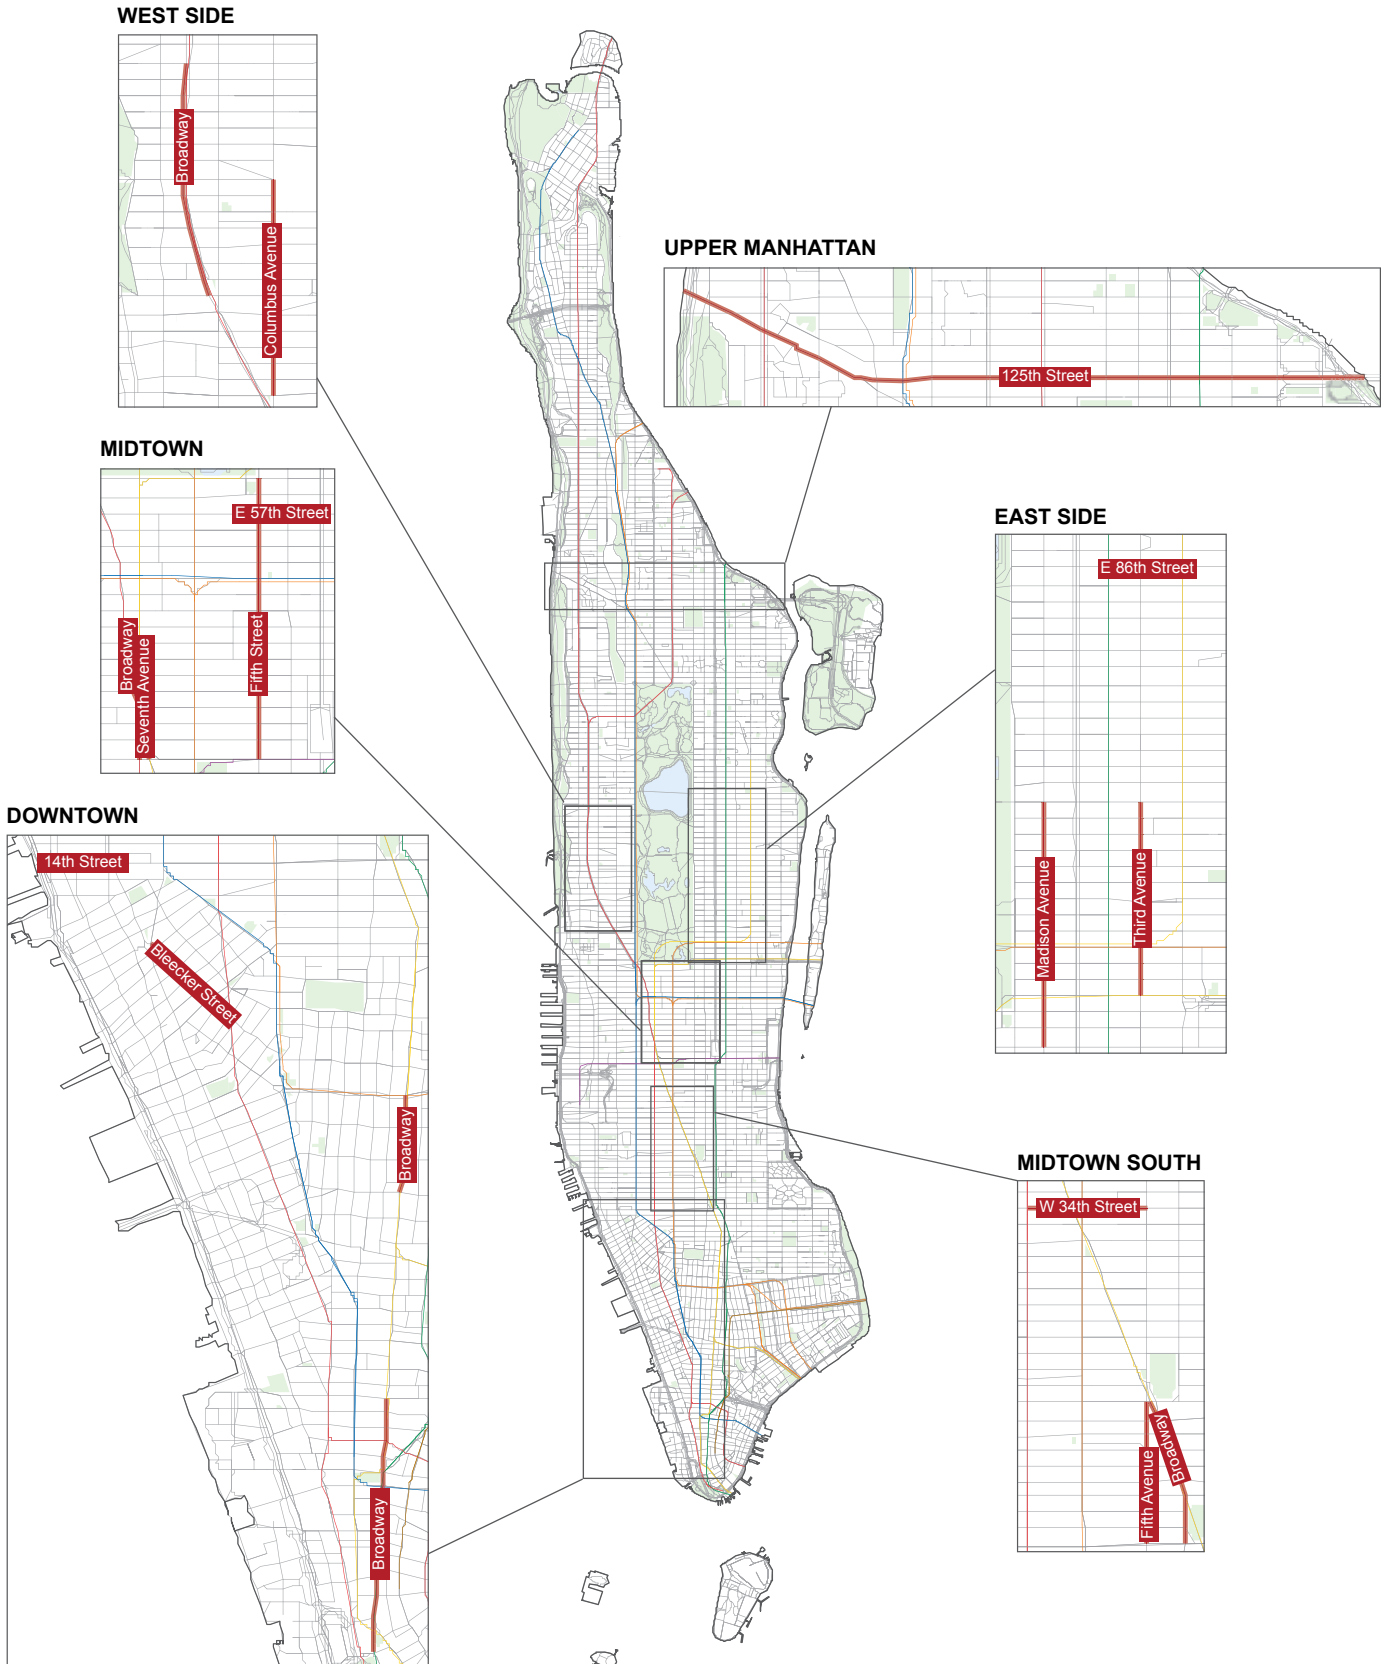 WEST SIDE
Broadway
Columbus Avenue
UPPER MANHATTAN
125th Street
MIDTOWN
E 57th Street
Broadway
Seventh Avenue
Fifth Street
EAST SIDE
E 86th Street
Madison Avenue
Third Avenue
DOWNTOWN
14th Street
Bleecker Street
Broadway
Broadway
MIDTOWN SOUTH
W 34th Street
Fifth Avenue
Broadway